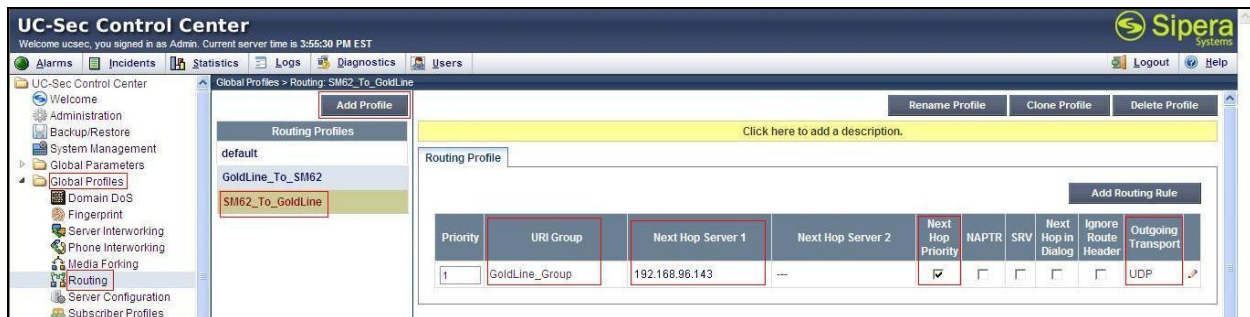 UC-Sec Control Center
Welcome ucsec, you signed in as Admin. Current server time is 3:55:30 PM EST
Sipera
Systems
Alarms Incidents Statistics Logs Diagnostics Users Logout Help
UC-Sec Control Center
Welcome
Administration
Backup/Restore
System Management
Global Parameters
Global Profiles
Domain DoS
Fingerprint
Server Interworking
Phone Interworking
Media Forking
Routing
Server Configuration
Subscriber Profiles
Global Profiles > Routing: SM62_To_GoldLine
Add Profile
Routing Profiles
default
GoldLine_To_SM62
SM62_To_GoldLine
Rename Profile Clone Profile Delete Profile
Click here to add a description.
Routing Profile
Add Routing Rule
Priority URI Group Next Hop Server 1 Next Hop Server 2 Next Hop Priority NAPTR SRV Next Hop in Dialog Ignore Route Header Outgoing Transport
1 GoldLine_Group 192.168.96.143 --- UDP